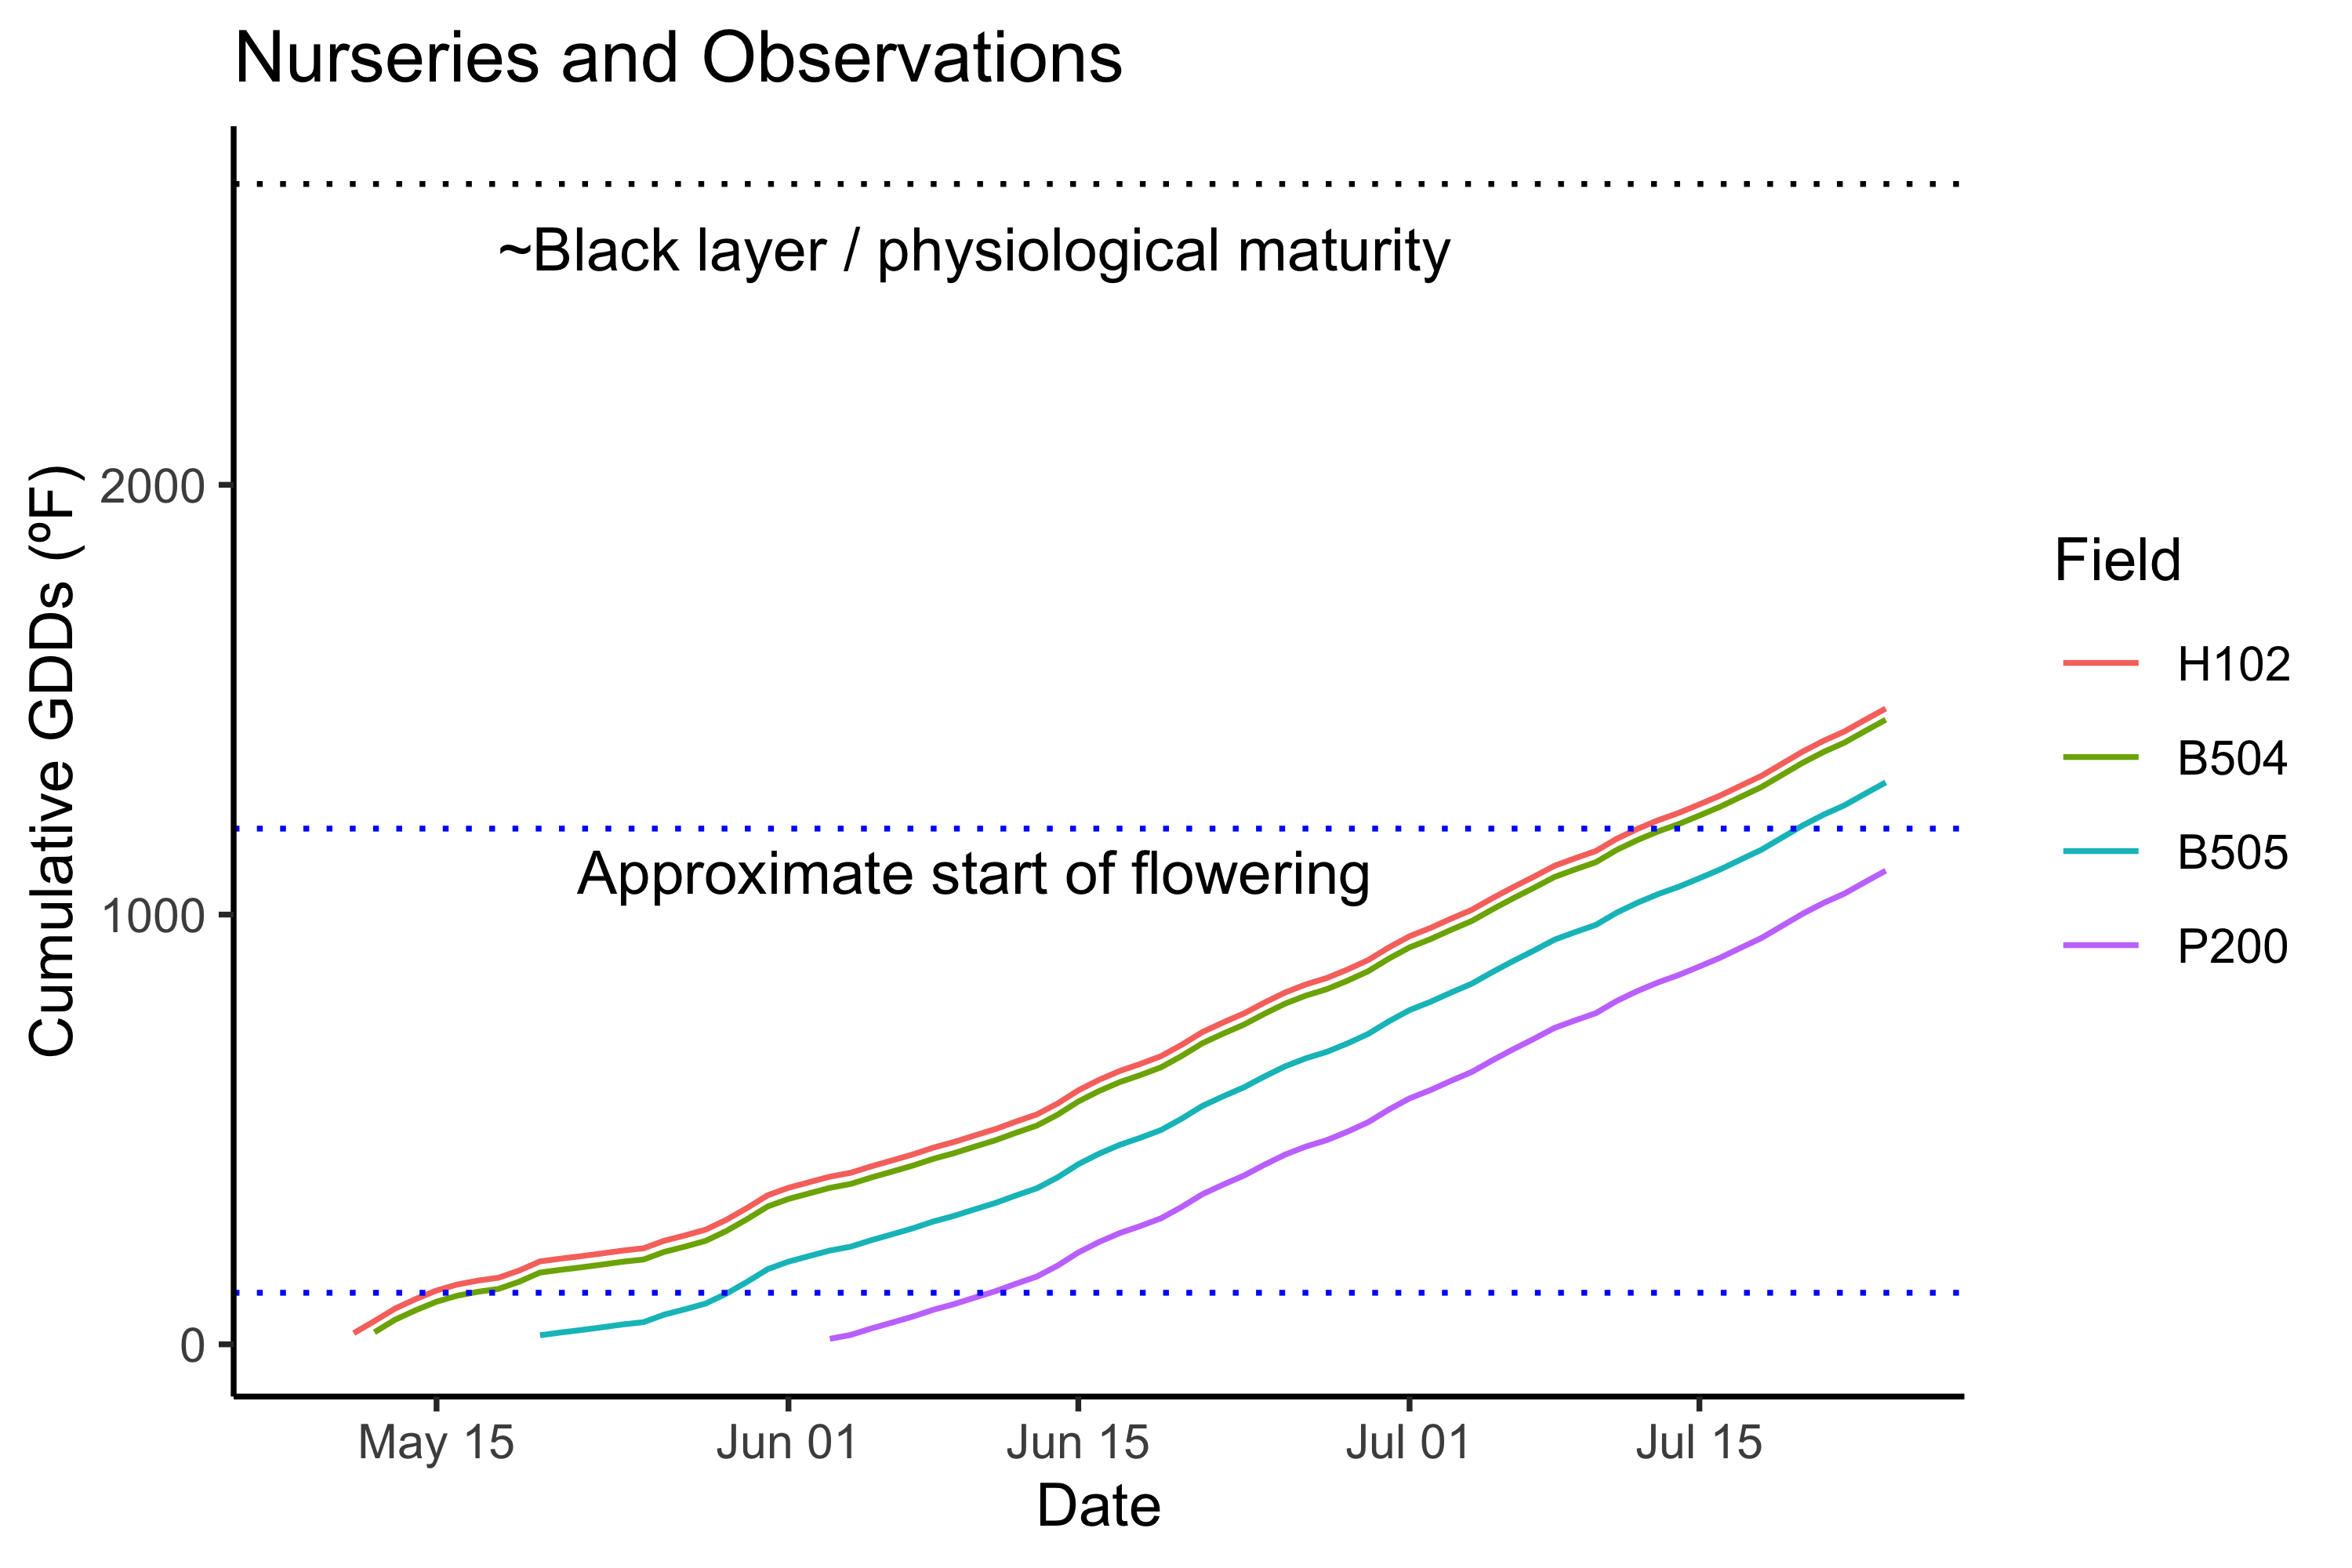 Nurseries and Observations
~Black layer / physiological maturity
Approximate start of flowering
Cumulative GDDs (ºF)
2000
1000
0
May 15
Jun 01
Jun 15
Jul 01
Jul 15
Date
Field
H102
B504
B505
P200